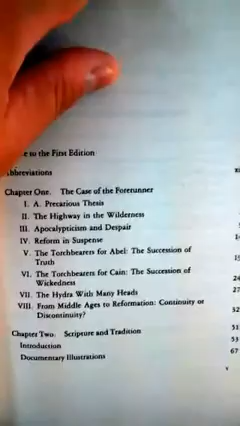 to the First Edition
Abbreviations
Chapter One. The Case of the Forerunner
I. A. Precarious Thesis
II. The Highway in the Wilderness
III. Apocalypticism and Despair
IV. Reform in Suspense
V. The Torchbearers for Abel: The Succession of
Truth
VI. The Torchbearers for Cain: The Succession of
Wickedness 24
VII. The Hydra With Many Heads 27
VIII. From Middle Ages to Reformation: Continuity or
Discontinuity? 32
Chapter Two. Scripture and Tradition 51
Introduction 53
Documentary Illustrations 67
v